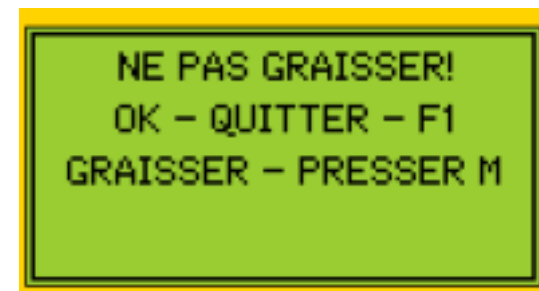 NE PAS GRAISSER!
OK - QUITTER - F1
GRAISSER - PRESSER M